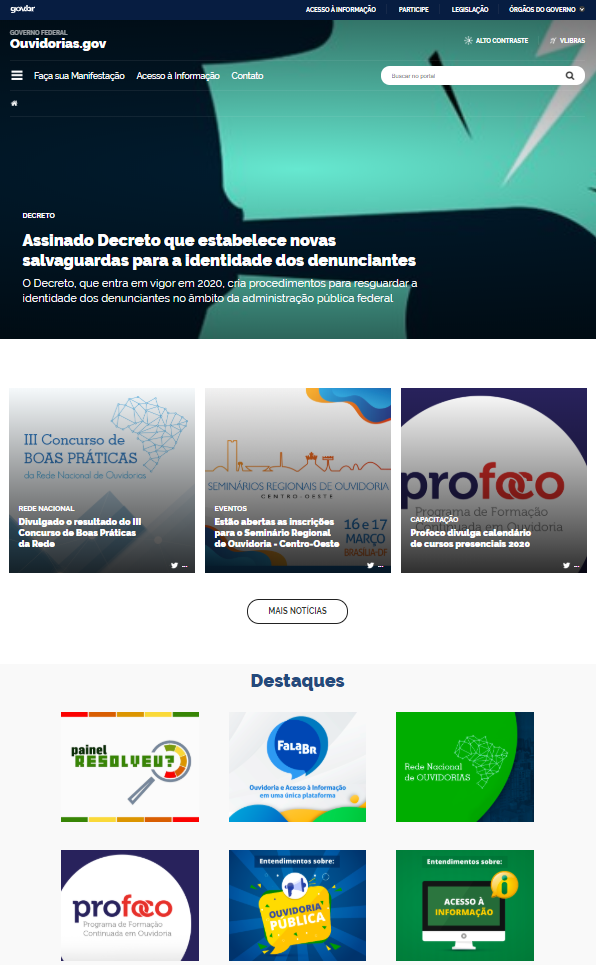 gov.br
ACESSO À INFORMAÇÃO
PARTICIPE
LEGISLAÇÃO
ÓRGÃOS DO GOVERNO
GOVERNO FEDERAL
Ouvidorias.gov
ALTO CONTRASTE
VLIBRAS
Faça sua Manifestação
Acesso à Informação
Contato
Buscar no portal
DECRETO
Assinado Decreto que estabelece novas
salvaguardas para a identidade dos denunciantes
O Decreto, que entra em vigor em 2020, cria procedimentos para resguardar a
identidade dos denunciantes no âmbito da administração pública federal
III Concurso de
BOAS PRÁTICAS
da Rede Nacional de Ouvidorias
REDE NACIONAL
Divulgado o resultado do III
Concurso de Boas Práticas
da Rede
...
SEMINÁRIOS REGIONAIS DE OUVIDORIA
CENTRO-OESTE
16 e 17
MARÇO
BRASÍLIA-DF
EVENTOS
Estão abertas as inscrições
para o Seminário Regional
de Ouvidoria - Centro-Oeste
...
profoco
Programa de Formação
Continuada em Ouvidoria
CAPACITAÇÃO
Profoco divulga calendário
de cursos presenciais 2020
...
MAIS NOTÍCIAS
Destaques
painel
RESOLVEU?
FalaBr
Ouvidoria e Acesso à Informação
em uma única plataforma
Rede Nacional
de OUVIDORIAS
profoco
Programa de Formação
Continuada em Ouvidoria
Entendimentos sobre:
OUVIDORIA
PÚBLICA
Entendimentos sobre:
ACESSO À
INFORMAÇÃO